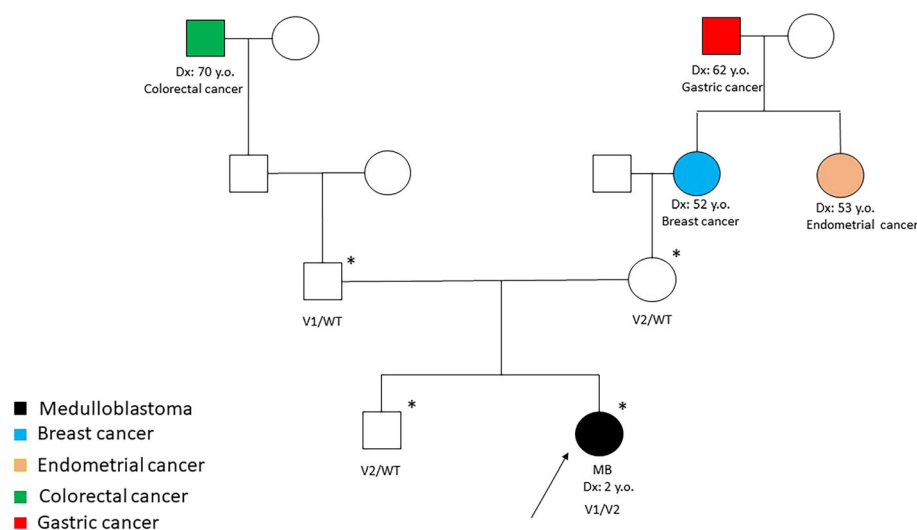 Dx: 70 y.o.
Colorectal cancer
Dx: 62 y.o.
Gastric cancer
Dx: 52 y.o.
Breast cancer
Dx: 53 y.o.
Endometrial cancer
*
*
V1/WT
V2/WT
*
*
V2/WT
MB
Dx: 2 y.o.
V1/V2
Medulloblastoma
Breast cancer
Endometrial cancer
Colorectal cancer
Gastric cancer